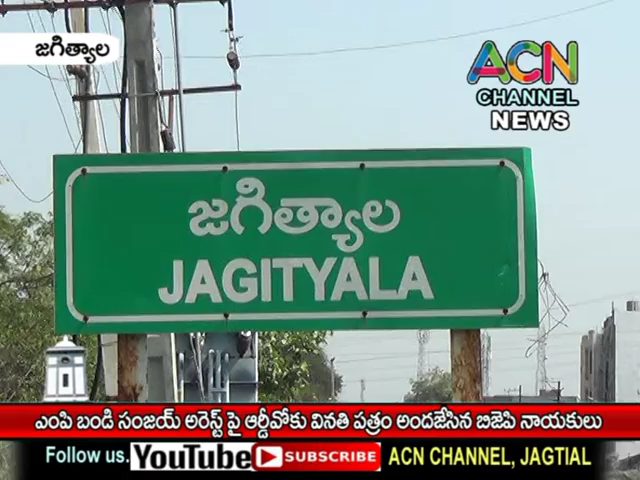 జగిత్యాల
ACN
CHANNEL
NEWS
జగిత్యాల
JAGITYALA
ఎంపి బండి సంజయ్ అరెస్ట్ పై ఆర్డీవోకు వినతి పత్రం అందజేసిన బిజెపి నాయకులు
Follow us. YouTube SUBSCRIBE ACN CHANNEL, JAGTIAL